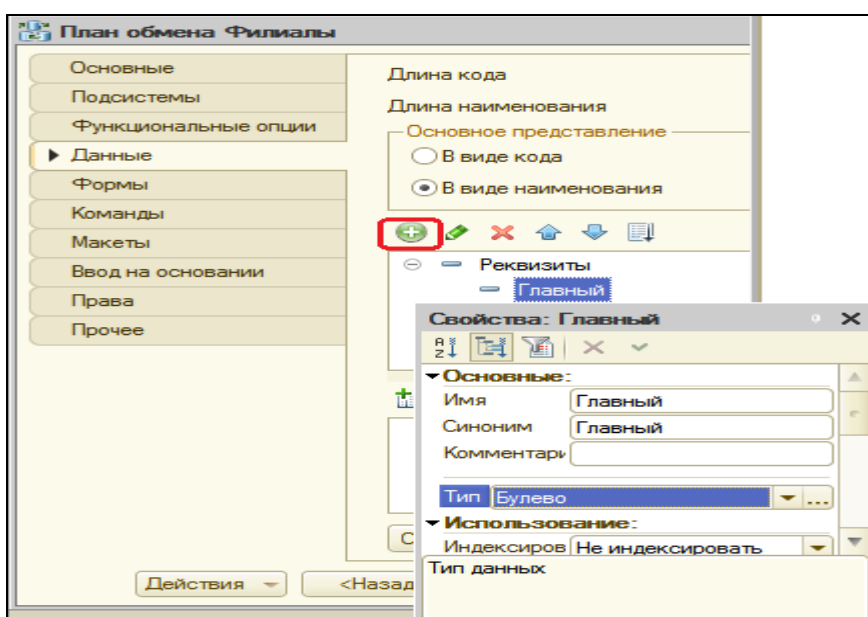 План обмена Филиалы
Основные
Подсистемы
Функциональные опции
Данные
Формы
Команды
Макеты
Ввод на основании
Права
Прочее
Длина кода
Длина наименования
Основное представление
В виде кода
В виде наименования
Реквизиты
Главный
Свойства: Главный
Основные:
Имя Главный
Синоним Главный
Комментари
Тип Булево ...
Использование:
Индексиров Не индексировать
Тип данных
С
Действия <Назад